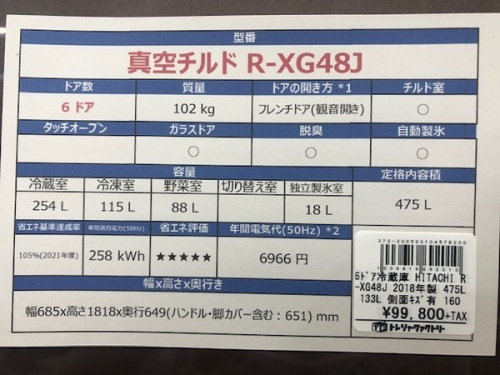 型番
真空チルド R-XG48J
ドア数 質量 ドアの開き方 *1 チルド室
6 ドア 102 kg フレンチドア(観音開き) ○
タッチオープン ガラスドア 脱臭 自動製氷
○ ○ ○
容量 定格内容積
冷蔵室 冷凍室 野菜室 切り替え室 独立製氷室
254 L 115 L 88 L 18 L 475 L
省エネ基準達成率 年間消費電力(50Hz) 省エネ評価 年間電気代(50Hz) *2
105%(2021年度) 258 kWh ★★★★★ 6966 円
幅x高さx奥行き
幅685x高さ1818x奥行649(ハンドル・脚カバー含む:651) mm
6ドア冷蔵庫 HITACHI R
-XG48J 2018年製 475L
133L 側面キズ有 160
¥99,800+TAX
トレジャーファクトリー